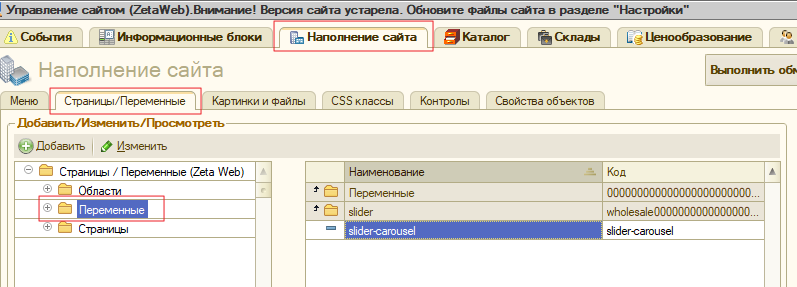 Управление сайтом (ZetaWeb).Внимание! Версия сайта устарела. Обновите файлы сайта в разделе "Настройки"
События Информационные блоки Наполнение сайта Каталог Склады Ценообразование
Наполнение сайта
Выполнить обм
Меню Страницы/Переменные Картинки и файлы CSS классы Контролы Свойства объектов
Добавить/Изменить/Просмотреть
Добавить Изменить
Страницы / Переменные (Zeta Web) Наименование Код
Области Переменные 00000000000000000000000...
Переменные slider wholesale0000000000000000...
Страницы slider-carousel slider-carousel